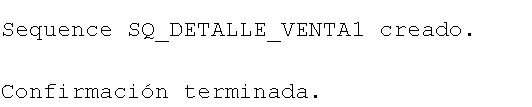 Sequence SQ_DETALLE_VENTA1 creado.
Confirmación terminada.